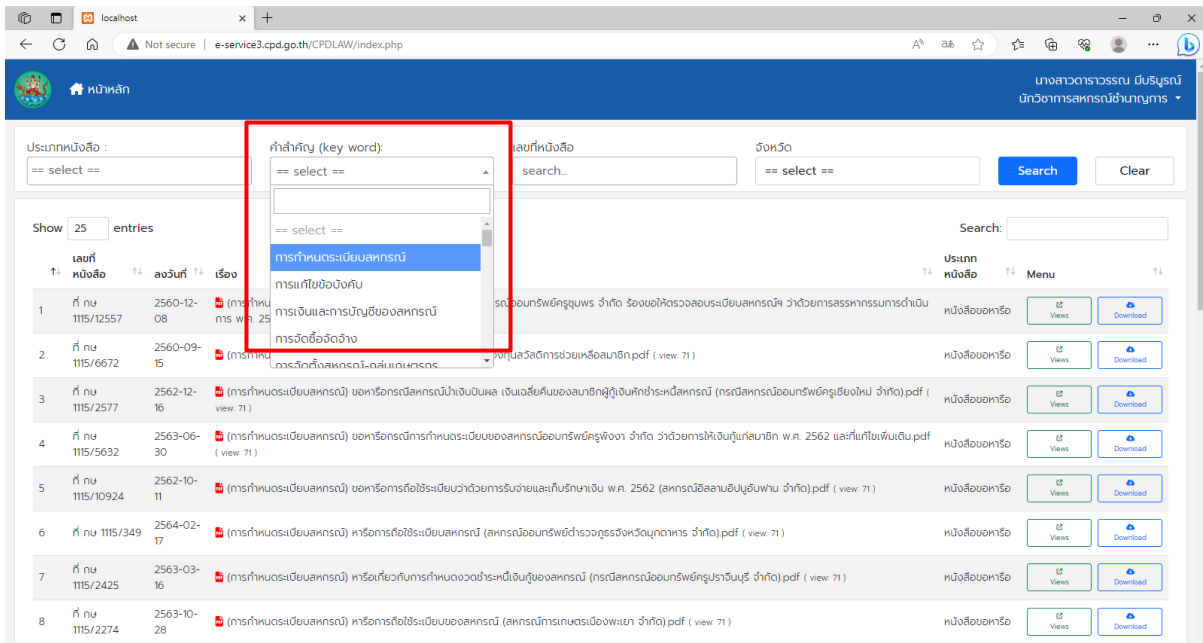 localhost
Not secure e-service3.cpd.go.th/CPDLAW/index.php
หน้าหลัก
นางสาวดาราวรรณ มีบริบูรณ์
นักวิชาการสหกรณ์ชำนาญการ
ประเภทหนังสือ :
คำสำคัญ (key word):
เลขที่หนังสือ
จังหวัด
== select ==
== select ==
search...
== select ==
Search
Clear
== select ==
การกำหนดระเบียบสหกรณ์
การแก้ไขข้อบังคับ
การเงินและการบัญชีของสหกรณ์
การจัดซื้อจัดจ้าง
การจัดตั้งสหกรณ์-กลุ่มเกษตรกร
Show 25 entries
Search:
เลขที่หนังสือ ลงวันที่ เรื่อง ประเภทหนังสือ Menu
1 ที่ กษ 1115/12557 2560-12-08 (การกำหน รณ์ออมทรัพย์ครูชุมพร จำกัด ร้องขอให้ตรวจสอบระเบียบสหกรณ์ฯ ว่าด้วยการสรรหากรรมการดำเนิน
การ พ.ศ. 25 หนังสือขอหารือ Views Download
2 ที่ กษ 1115/6672 2560-09-15 (การกำหน องทุนสวัสดิการช่วยเหลือสมาชิก.pdf ( view: 71 ) หนังสือขอหารือ Views Download
3 ที่ กษ 1115/2577 2562-12-16 (การกำหนดระเบียบสหกรณ์) ขอหารือกรณีสหกรณ์นำเงินปันผล เงินเฉลี่ยคืนของสมาชิกผู้กู้เงินหักชำระหนี้สหกรณ์ (กรณีสหกรณ์ออมทรัพย์ครูเชียงใหม่ จำกัด).pdf (
view: 71 ) หนังสือขอหารือ Views Download
4 ที่ กษ 1115/5632 2563-06-30 (การกำหนดระเบียบสหกรณ์) ขอหารือกรณีการกำหนดระเบียบของสหกรณ์ออมทรัพย์ครูพังงา จำกัด ว่าด้วยการให้เงินกู้แก่สมาชิก พ.ศ. 2562 และที่แก้ไขเพิ่มเติม.pdf
( view: 71 ) หนังสือขอหารือ Views Download
5 ที่ กษ 1115/10924 2562-10-11 (การกำหนดระเบียบสหกรณ์) ขอหารือการถือใช้ระเบียบว่าด้วยการรับจ่ายและเก็บรักษาเงิน พ.ศ. 2562 (สหกรณ์อิสลามอิบนูอัฟฟาน จำกัด).pdf ( view: 71 ) หนังสือขอหารือ Views Download
6 ที่ กษ 1115/349 2564-02-17 (การกำหนดระเบียบสหกรณ์) หารือการถือใช้ระเบียบสหกรณ์ (สหกรณ์ออมทรัพย์ตำรวจภูธรจังหวัดมุกดาหาร จำกัด).pdf ( view: 71 ) หนังสือขอหารือ Views Download
7 ที่ กษ 1115/2425 2563-03-16 (การกำหนดระเบียบสหกรณ์) หารือเกี่ยวกับการกำหนดงวดชำระหนี้เงินกู้ของสหกรณ์ (กรณีสหกรณ์ออมทรัพย์ครูปราจีนบุรี จำกัด).pdf ( view: 71 ) หนังสือขอหารือ Views Download
8 ที่ กษ 1115/2274 2563-10-28 (การกำหนดระเบียบสหกรณ์) หารือการถือใช้ระเบียบของสหกรณ์ (สหกรณ์การเกษตรเมืองพะเยา จำกัด).pdf ( view: 71 ) หนังสือขอหารือ Views Download